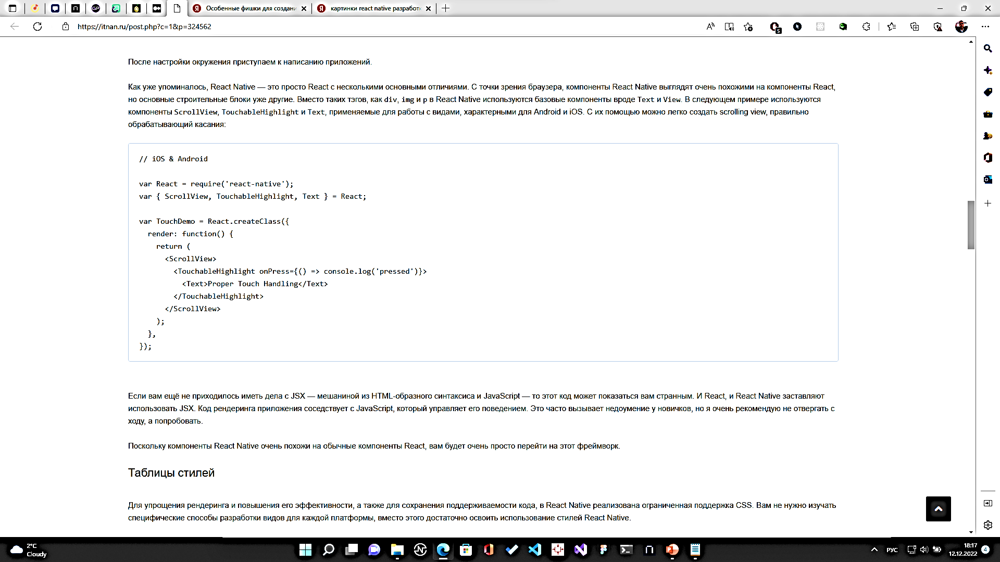 Особенные фишки для создани
картинки react native разработк
https://itnan.ru/post.php?c=1&p=324562
5
После настройки окружения приступаем к написанию приложений.
Как уже упоминалось, React Native — это просто React с несколькими основными отличиями. С точки зрения браузера, компоненты React Native выглядят очень похожими на компоненты React,
но основные строительные блоки уже другие. Вместо таких тэгов, как div, img и p в React Native используются базовые компоненты вроде Text и View. В следующем примере используются
компоненты ScrollView, TouchableHighlight и Text, применяемые для работы с видами, характерными для Android и iOS. С их помощью можно легко создать scrolling view, правильно
обрабатывающий касания:
// iOS & Android
var React = require('react-native');
var { ScrollView, TouchableHighlight, Text } = React;
var TouchDemo = React.createClass({
render: function() {
return (
<ScrollView>
<TouchableHighlight onPress={() => console.log('pressed')}>
<Text>Proper Touch Handling</Text>
</TouchableHighlight>
</ScrollView>
);
},
});
Если вам ещё не приходилось иметь дела с JSX — мешаниной из HTML-образного синтаксиса и JavaScript — то этот код может показаться вам странным. И React, и React Native заставляют
использовать JSX. Код рендеринга приложения соседствует с JavaScript, который управляет его поведением. Это часто вызывает недоумение у новичков, но я очень рекомендую не отвергать с
ходу, а попробовать.
Поскольку компоненты React Native очень похожи на обычные компоненты React, вам будет очень просто перейти на этот фреймворк.
Таблицы стилей
Для упрощения рендеринга и повышения его эффективности, а также для сохранения поддерживаемости кода, в React Native реализована ограниченная поддержка CSS. Вам не нужно изучать
специфические способы разработки видов для каждой платформы, вместо этого достаточно освоить использование стилей React Native.
2°C
Cloudy
РУС
18:17
12.12.2022
4